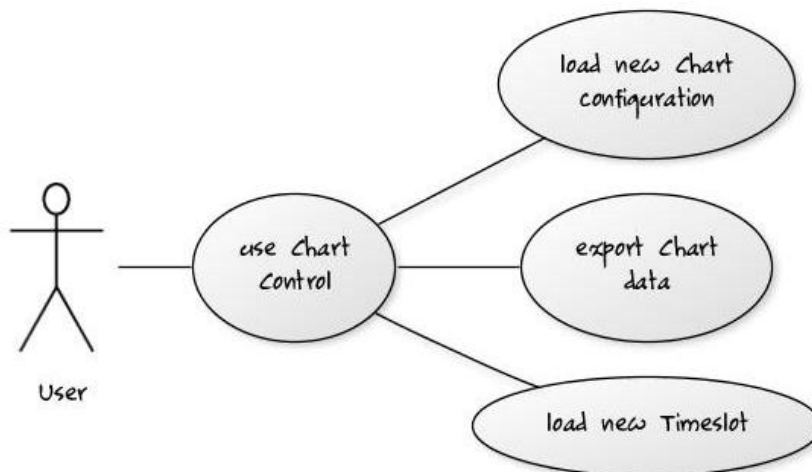 load new Chart
configuration
use Chart
Control
export Chart
data
User
load new Timeslot